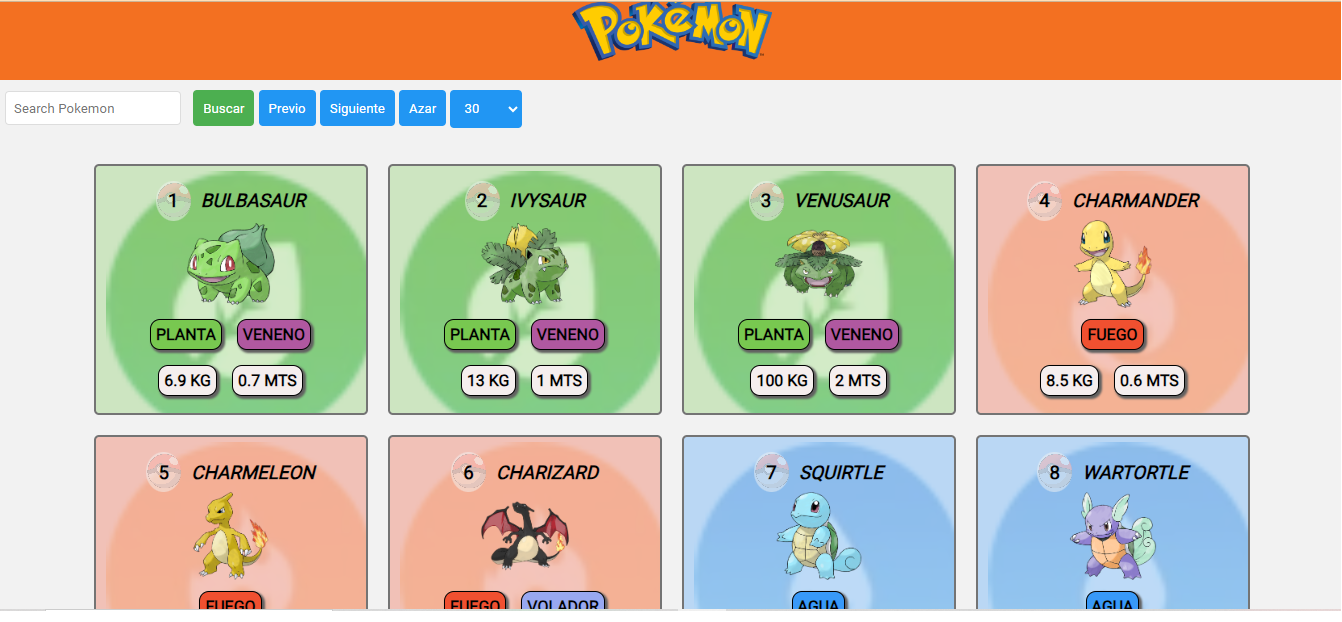 POKéMON
Search Pokemon Buscar Previo Siguiente Azar 30
1 BULBASAUR 2 IVYSAUR 3 VENUSAUR 4 CHARMANDER
PLANTA VENENO PLANTA VENENO PLANTA VENENO FUEGO
6.9 KG 0.7 MTS 13 KG 1 MTS 100 KG 2 MTS 8.5 KG 0.6 MTS
5 CHARMELEON 6 CHARIZARD 7 SQUIRTLE 8 WARTORTLE
FUEGO FUEGO VOLADOR AGUA AGUA